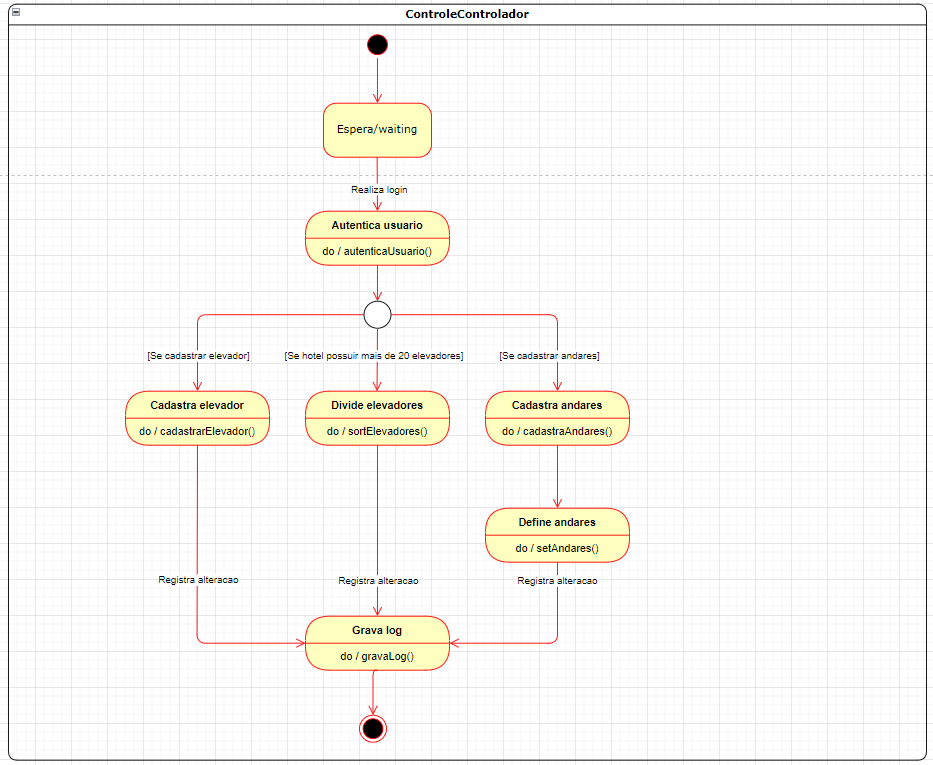 ControleControlador
Espera/waiting
Realiza login
Autentica usuario
do / autenticaUsuario()
[Se cadastrar elevador]
[Se hotel possuir mais de 20 elevadores]
[Se cadastrar andares]
Cadastra elevador
do / cadastrarElevador()
Divide elevadores
do / sortElevadores()
Cadastra andares
do / cadastraAndares()
Define andares
do / setAndares()
Registra alteracao
Registra alteracao
Registra alteracao
Grava log
do / gravaLog()